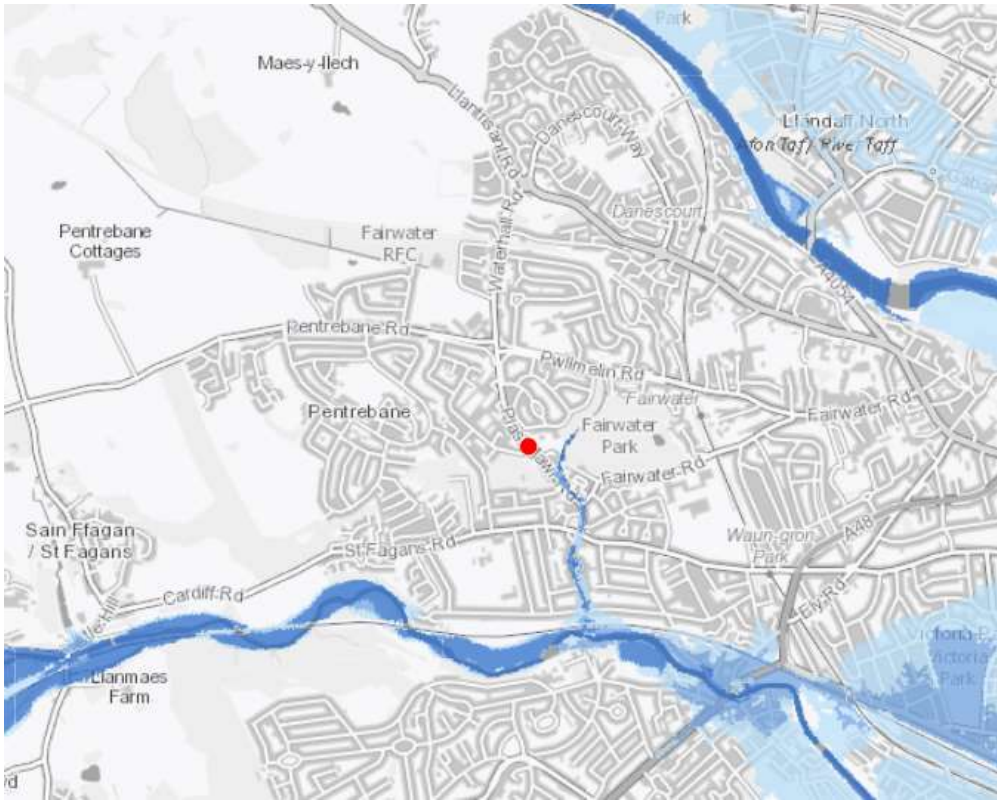 Park
Maes-y-llech
Llantrisant Rd
Danescourt Way
Llandaff North
Afon Taf / River Taff
Gabal
Danescourt
Pentrebane
Cottages
Fairwater
RFC
Waterhall Rd
A4054
Pentrebane Rd
Pwllmelin Rd
Fairwater
Fairwater Rd
Pentrebane
Fairwater
Park
Fairwater Rd
Sain Ffagan
/ St Fagans
St Fagans Rd
Waun-gron
Park
A48
Cardiff Rd
Ely Rd
Victoria P
Victoria
Park
Llanmaes
Farm